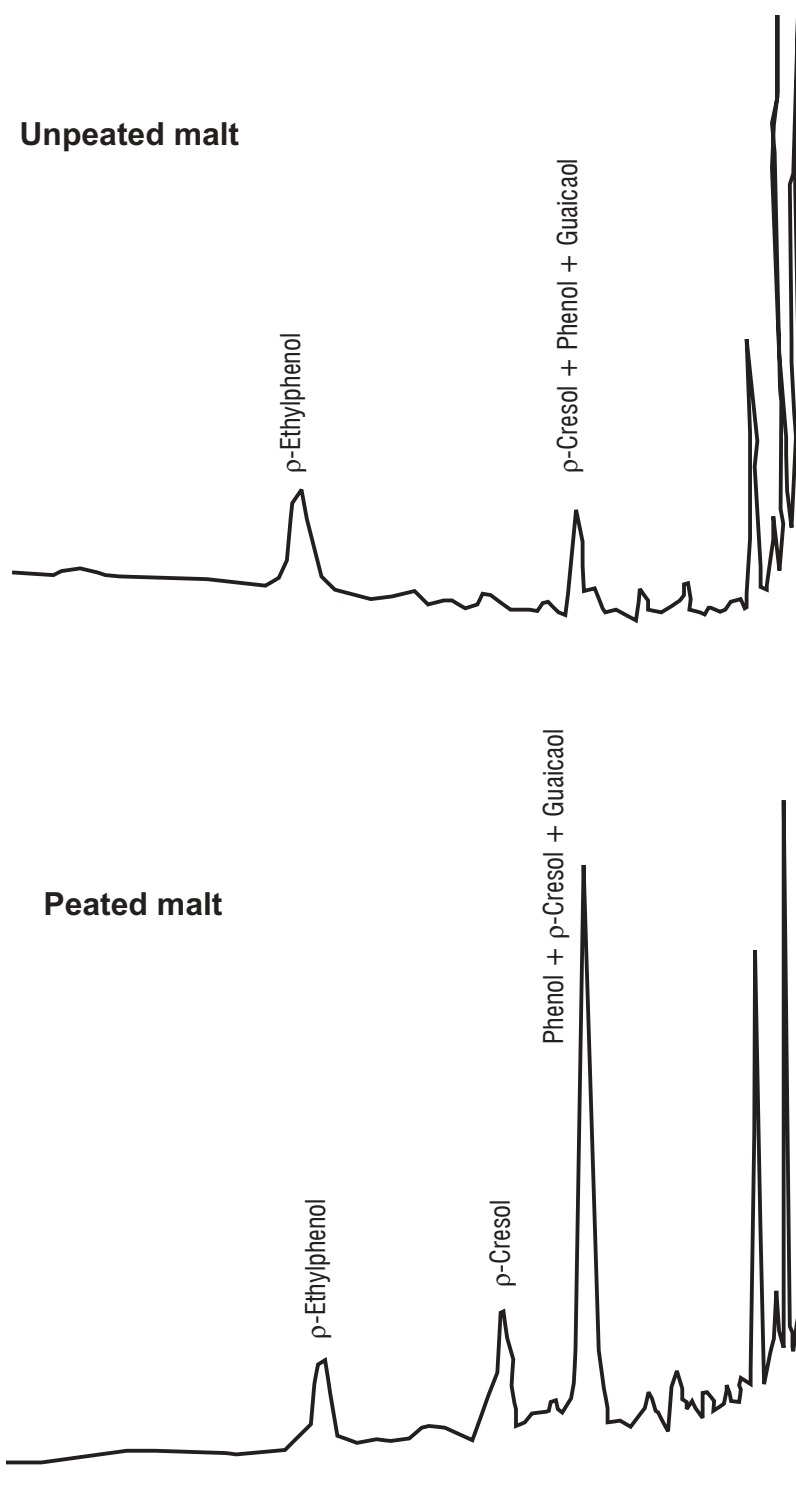 Unpeated malt
ρ-Ethylphenol
ρ-Cresol + Phenol + Guaicaol
Peated malt
ρ-Ethylphenol
ρ-Cresol
Phenol + ρ-Cresol + Guaicaol